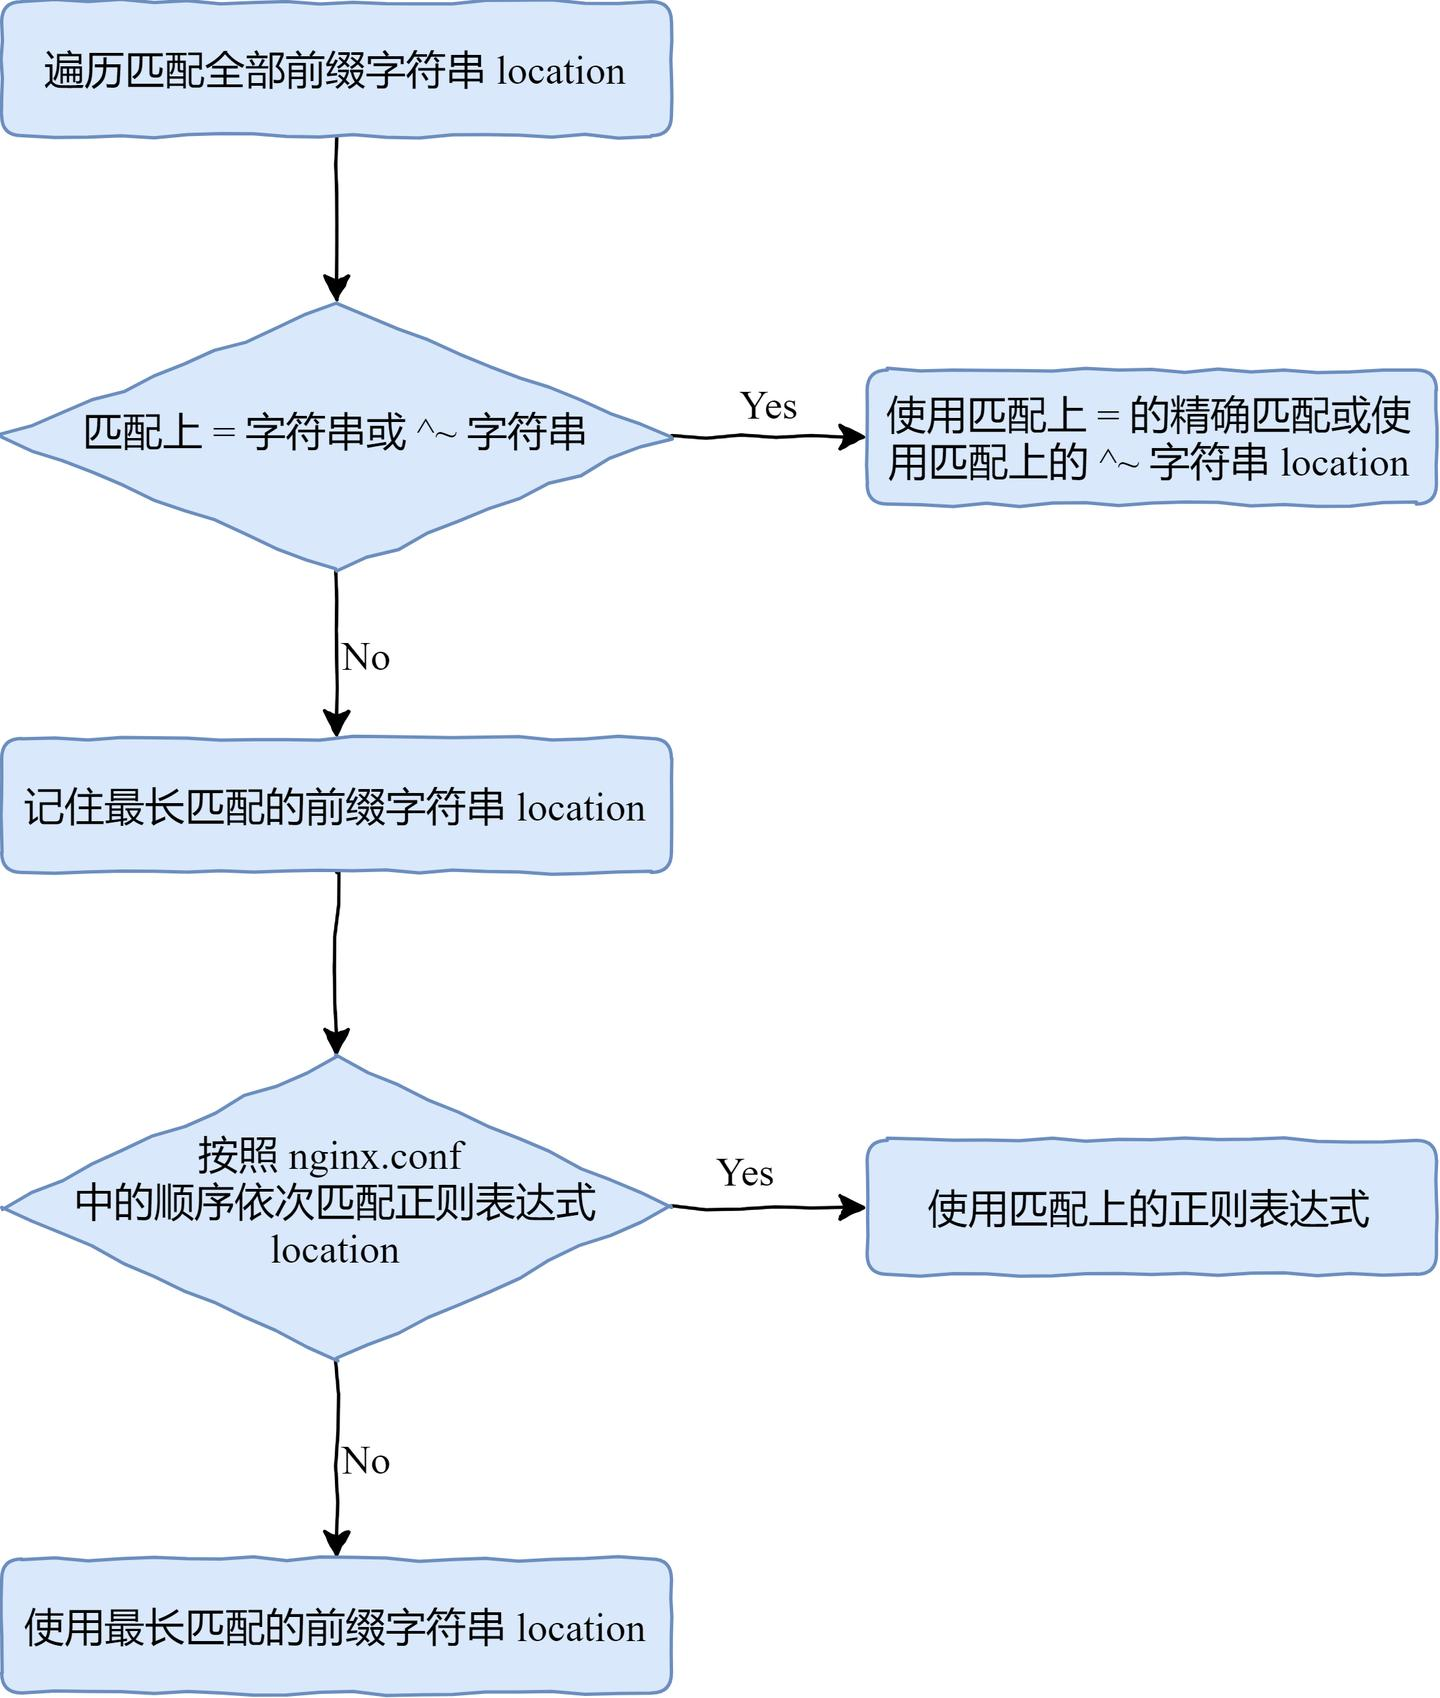 遍历匹配全部前缀字符串 location
匹配上 = 字符串或 ^~ 字符串
Yes
使用匹配上 = 的精确匹配或使
用匹配上的 ^~ 字符串 location
No
记住最长匹配的前缀字符串 location
按照 nginx.conf
中的顺序依次匹配正则表达式
location
Yes
使用匹配上的正则表达式
No
使用最长匹配的前缀字符串 location